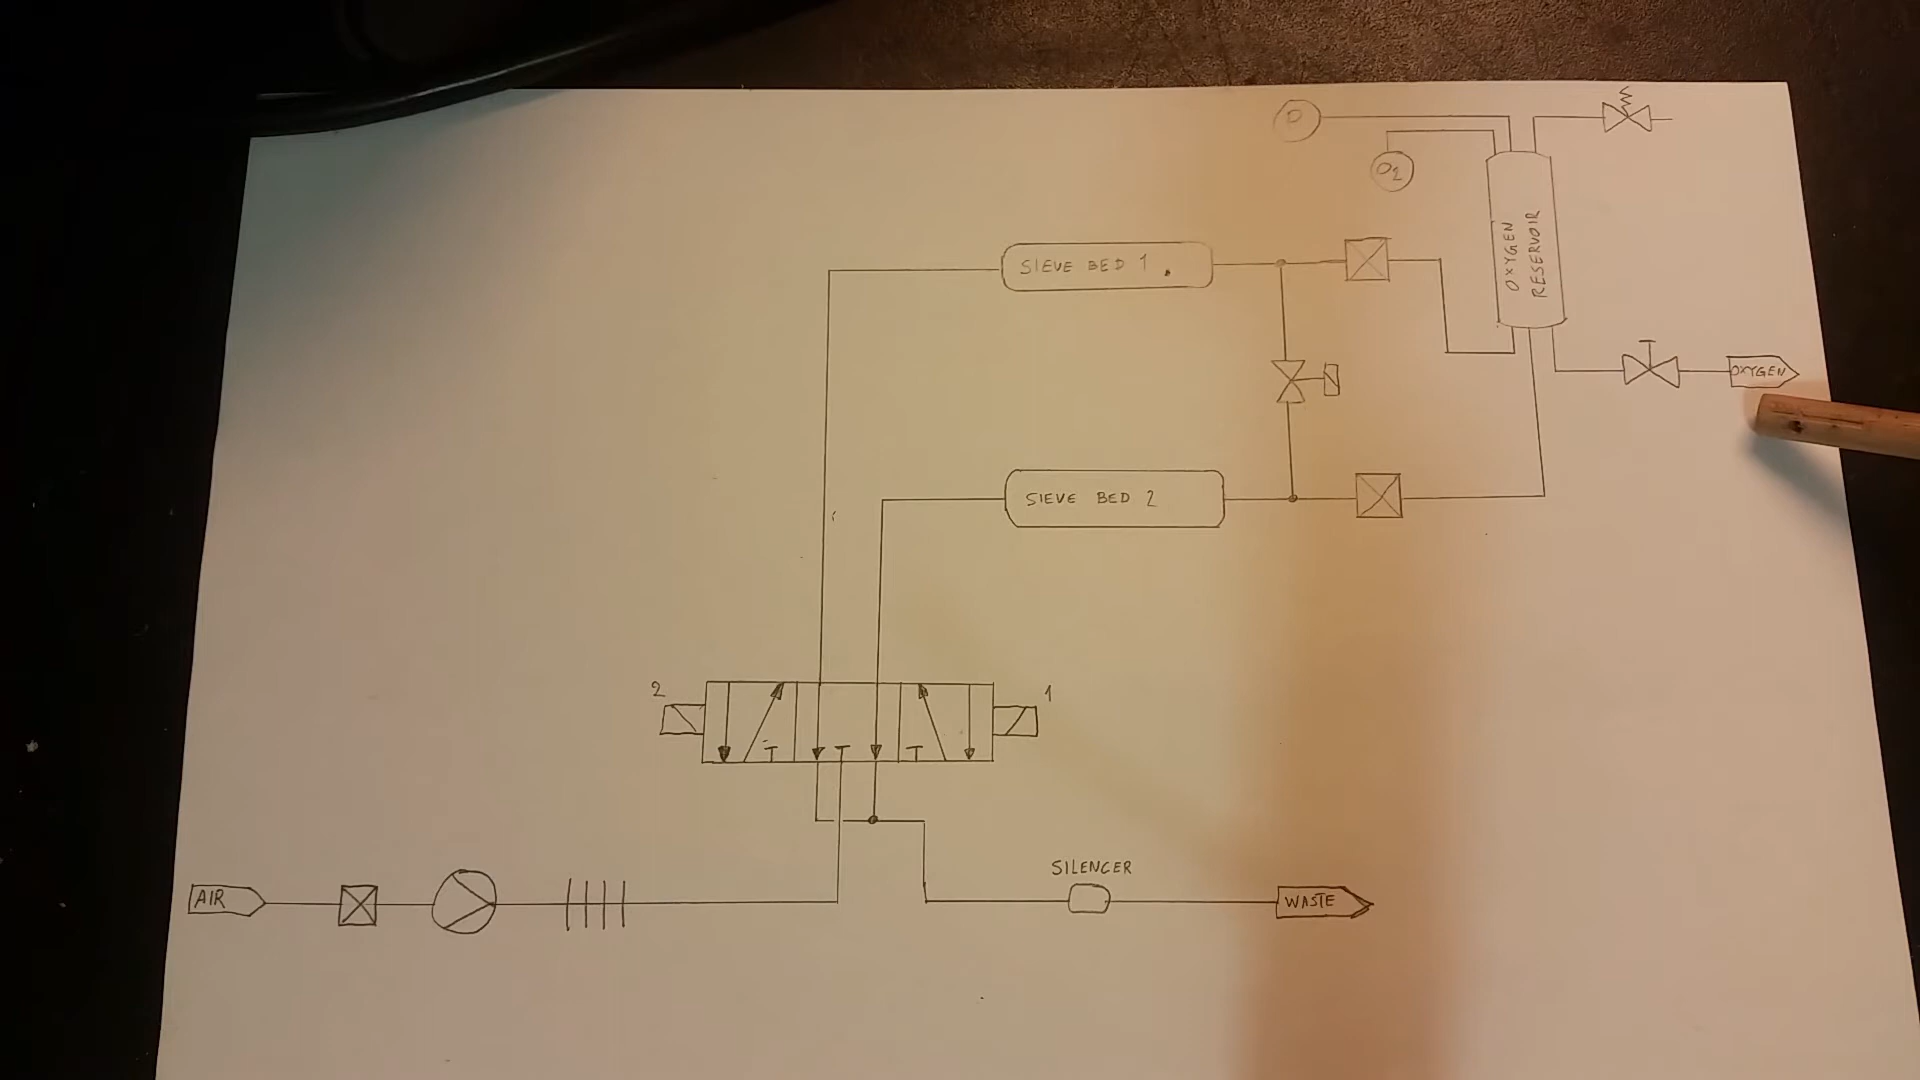 P
O2
OXYGEN
RESERVOIR
SIEVE BED 1
OXYGEN
SIEVE BED 2
2
1
SILENCER
AIR
WASTE